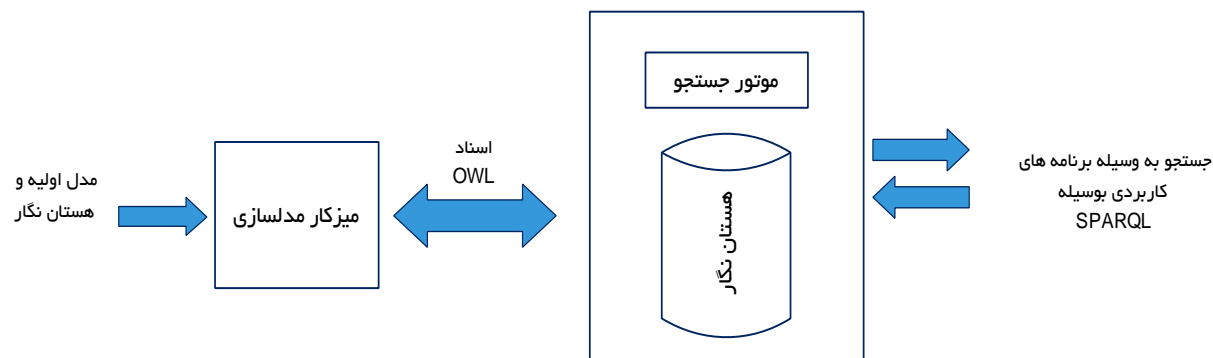 مدل اولیه و
هستان نگار
میزکار مدلسازی
اسناد
OWL
موتور جستجو
هستان نگار
جستجو به وسیله برنامه های
کاربردی بوسیله
SPARQL